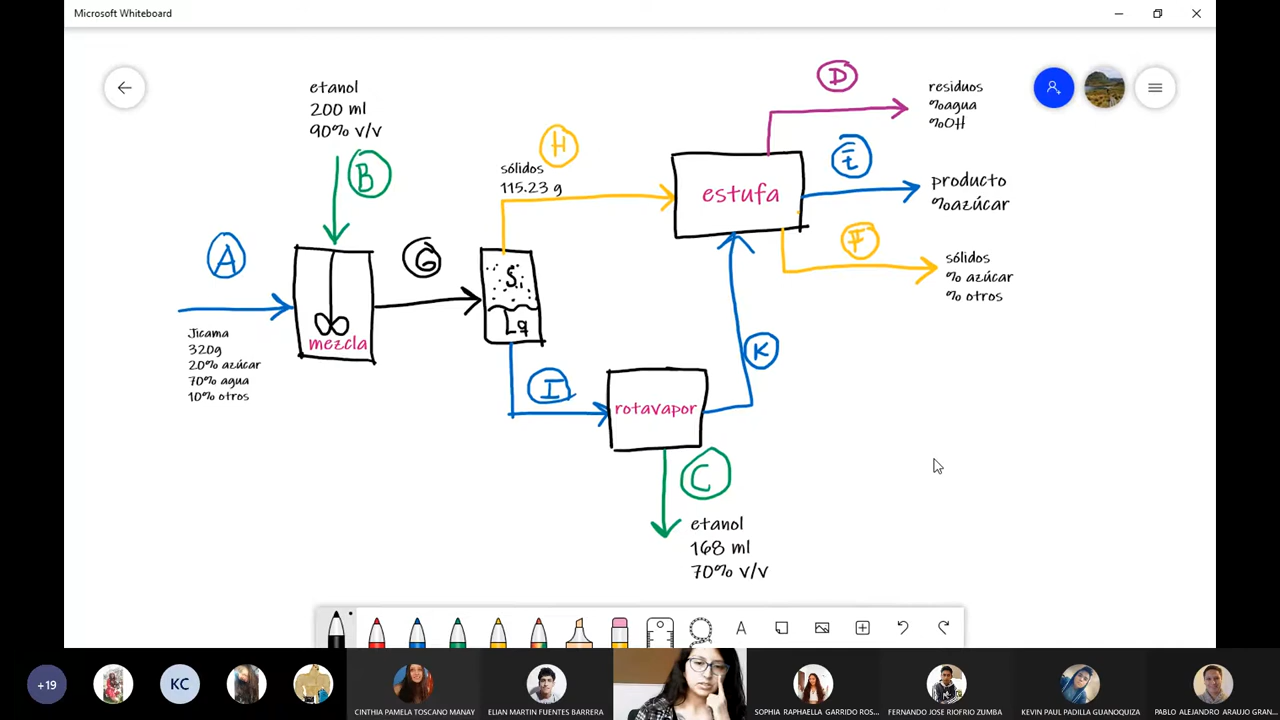 Microsoft Whiteboard
etanol
200 ml
90% v/v
B
A
Jicama
320g
20% azúcar
70% agua
10% otros
mezcla
G
sólidos
115.23 g
H
S.
Lq
I
rotavapor
C
etanol
168 ml
70% v/v
K
estufa
D
residuos
%agua
%OH
E
producto
%azúcar
F
sólidos
% azúcar
% otros
A
+19
KC
CINTHIA PAMELA TOSCANO MANAY
ELIAN MARTIN FUENTES BARRERA
SOPHIA RAPHAELLA GARRIDO ROS...
FERNANDO JOSE RIOFRIO ZUMBA
KEVIN PAUL PADILLA GUANOQUIZA
PABLO ALEJANDRO ARAUJO GRAN...